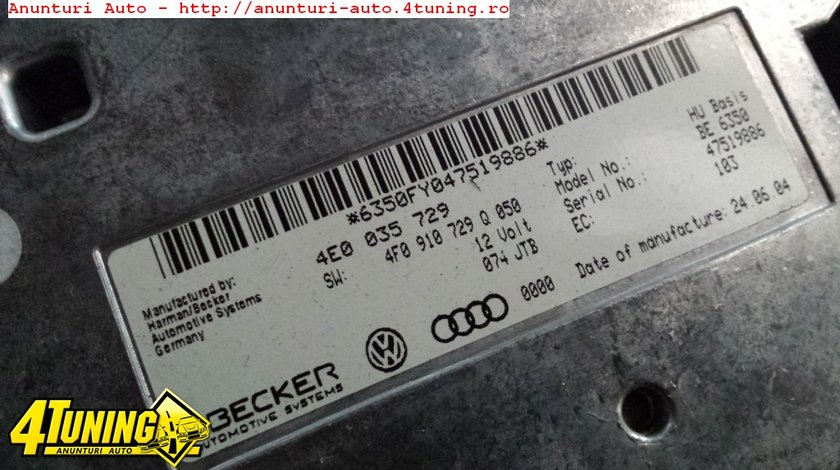 Anunturi Auto - http://anunturi-auto.4tuning.ro
*6350FY047519886*
4E0 035 729
SW: 4F0 910 729 Q 050
12 Volt
074 JTB
Typ: HU Basis
Model No.: BE 6350
Serial No.: 47519886
EC: 103
Date of manufacture: 24.06.04
0000
Manufactured by:
Harman/Becker
Automotive Systems
Germany
BECKER
AUTOMOTIVE SYSTEMS
4TUNING
ANUNTURI AUTO